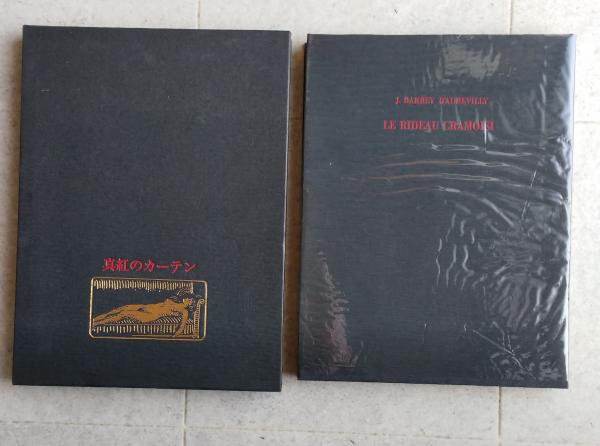 真紅のカーテン
J. BARBEY D'AUREVILLY
LE RIDEAU CRAMOISI